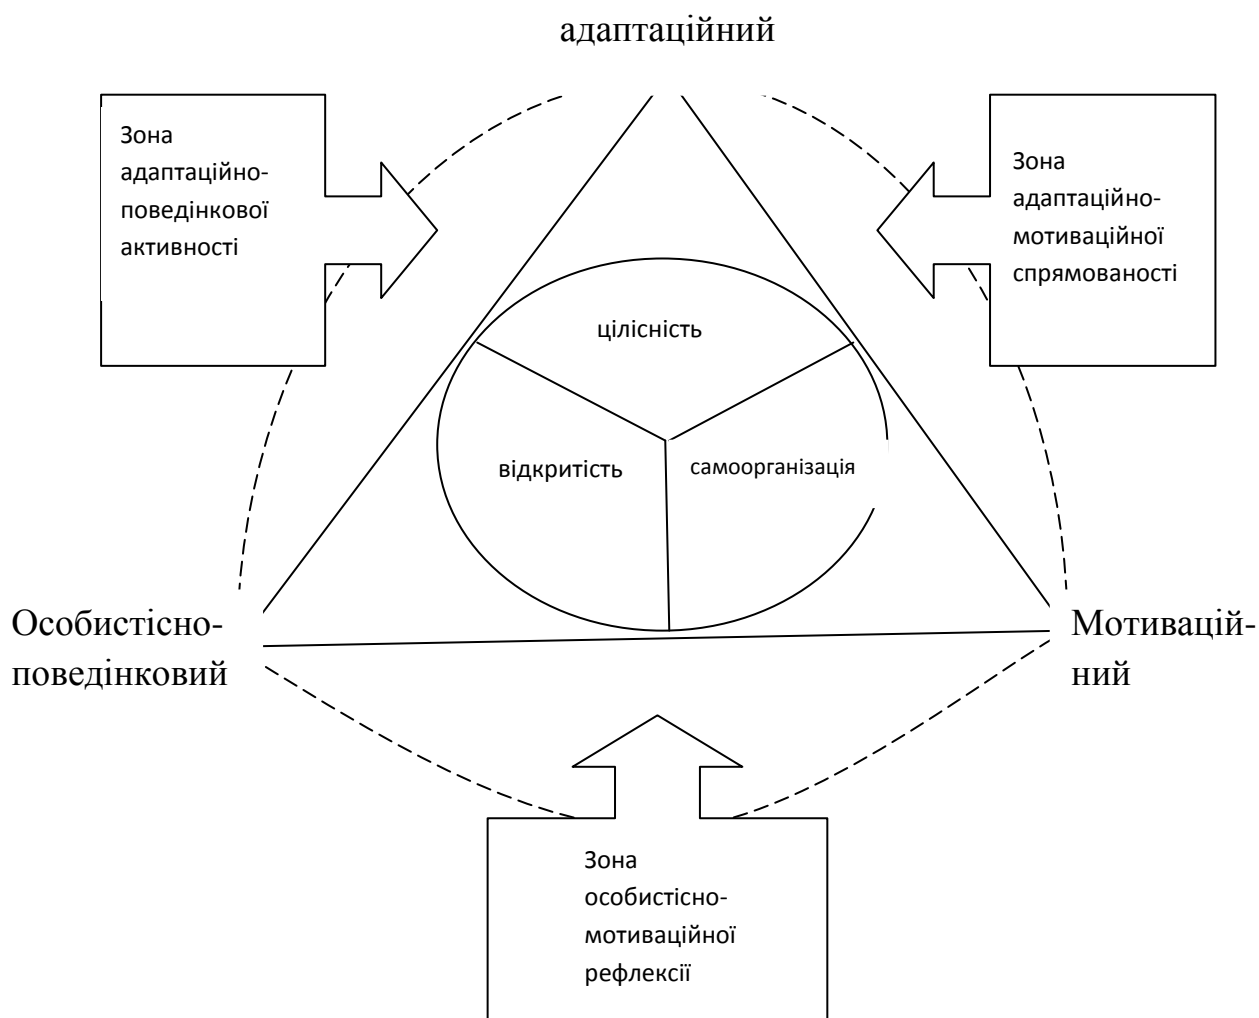 адаптаційний
Зона
адаптаційно-
поведінкової
активності
Зона
адаптаційно-
мотиваційної
спрямованості
цілісність
відкритість
самоорганізація
Особистісно-
поведінковий
Мотивацій-
ний
Зона
особистісно-
мотиваційної
рефлексії